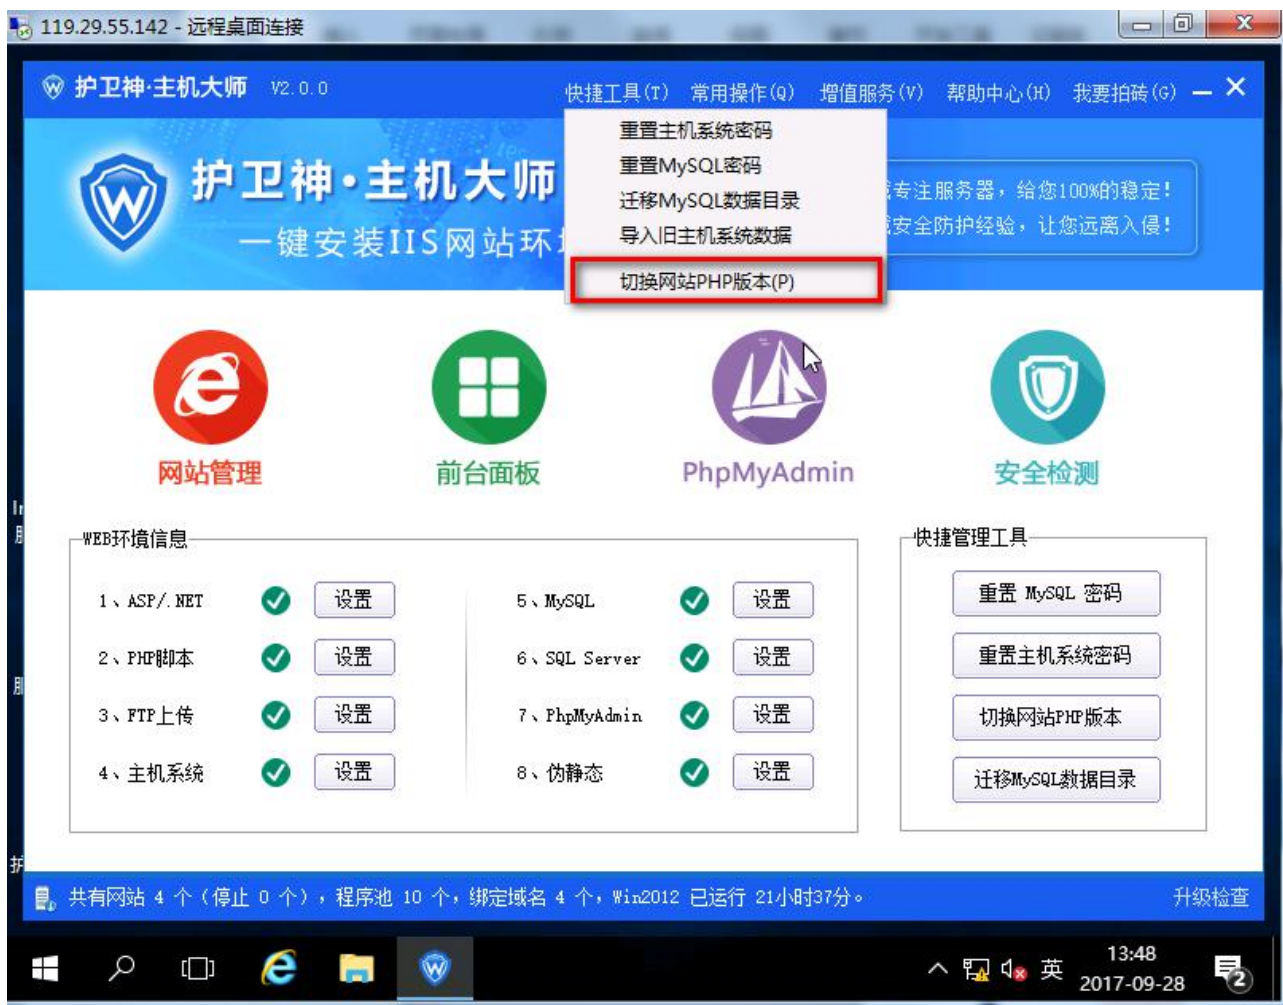 119.29.55.142 - 远程桌面连接
护卫神·主机大师 V2.0.0
快捷工具(T) 常用操作(Q) 增值服务(V) 帮助中心(H) 我要拍砖(G)
重置主机系统密码
重置MySQL密码
迁移MySQL数据目录
导入旧主机系统数据
切换网站PHP版本(P)
护卫神·主机大师
一键安装IIS网站环
专注服务器，给您100%的稳定！
安全防护经验，让您远离入侵！
网站管理
前台面板
PhpMyAdmin
安全检测
WEB环境信息
1、ASP/.NET 设置
2、PHP脚本 设置
3、FTP上传 设置
4、主机系统 设置
5、MySQL 设置
6、SQL Server 设置
7、PhpMyAdmin 设置
8、伪静态 设置
快捷管理工具
重置 MySQL 密码
重置主机系统密码
切换网站PHP版本
迁移MySQL数据目录
共有网站 4 个（停止 0 个），程序池 10 个，绑定域名 4 个，Win2012 已运行 21小时37分。
升级检查
英
13:48
2017-09-28
2